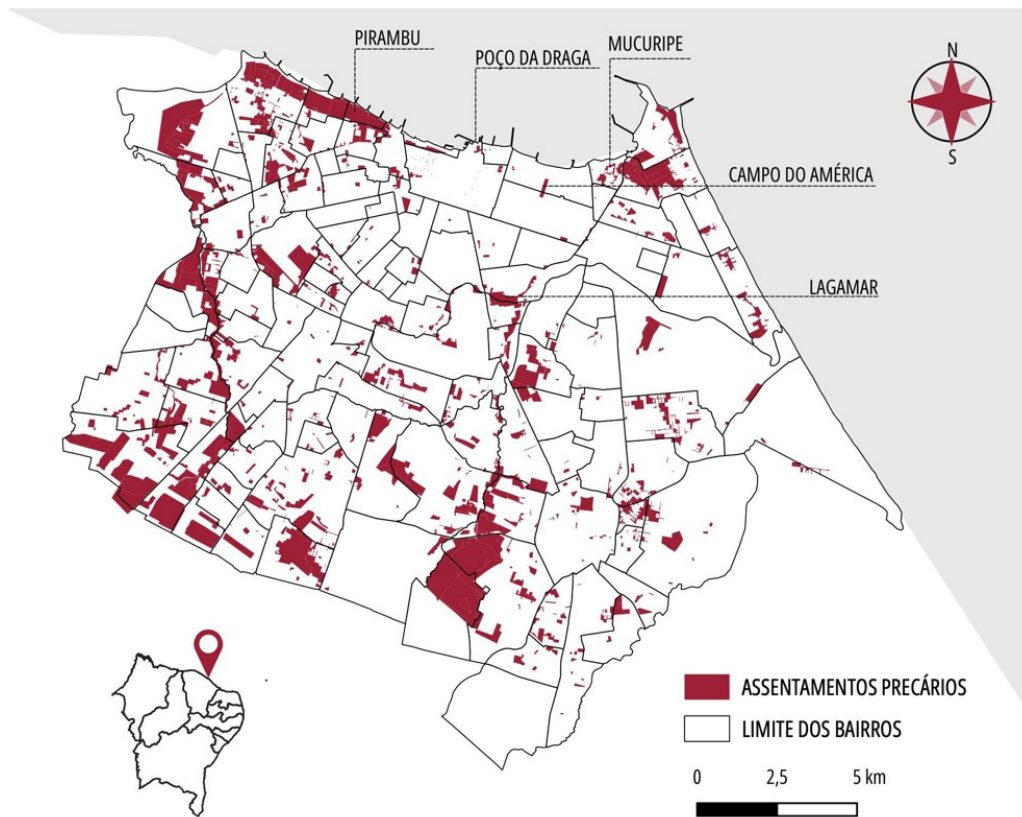 PIRAMBU
POÇO DA DRAGA
MUCURIPE
N
S
CAMPO DO AMÉRICA
LAGAMAR
ASSENTAMENTOS PRECÁRIOS
LIMITE DOS BAIRROS
0 2,5 5 km